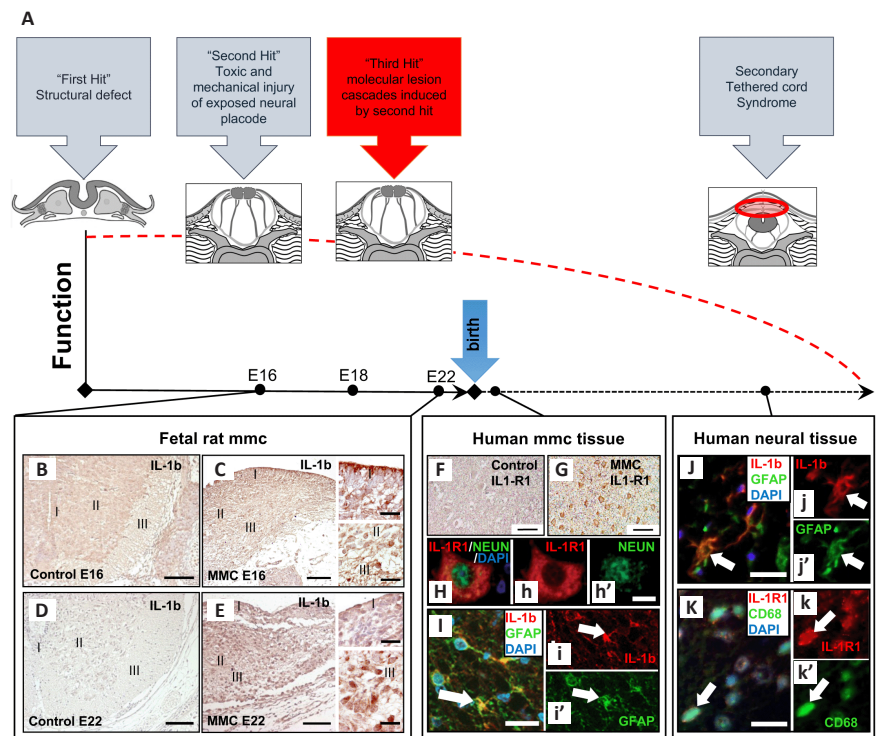 A
“First Hit”
Structural defect
“Second Hit”
Toxic and
mechanical injury
of exposed neural
placode
“Third Hit”
molecular lesion
cascades induced
by second hit
Secondary
Tethered cord
Syndrome
Function
birth
E16
E18
E22
Fetal rat mmc
B
IL-1b
I
II
III
Control E16
C
IL-1b
I
II
III
MMC E16
I
II
III
D
IL-1b
I
II
III
Control E22
E
IL-1b
I
II
III
MMC E22
I
II
III
Human mmc tissue
F
Control
IL1-R1
G
MMC
IL1-R1
IL-1R1/NEUN
/DAPI
H
IL-1R1
h
NEUN
h’
I
IL-1b
GFAP
DAPI
i
IL-1b
i’
GFAP
Human neural tissue
J
IL-1b
GFAP
DAPI
IL-1b
j
GFAP
j’
K
IL-1R1
CD68
DAPI
k
IL-1R1
k’
CD68